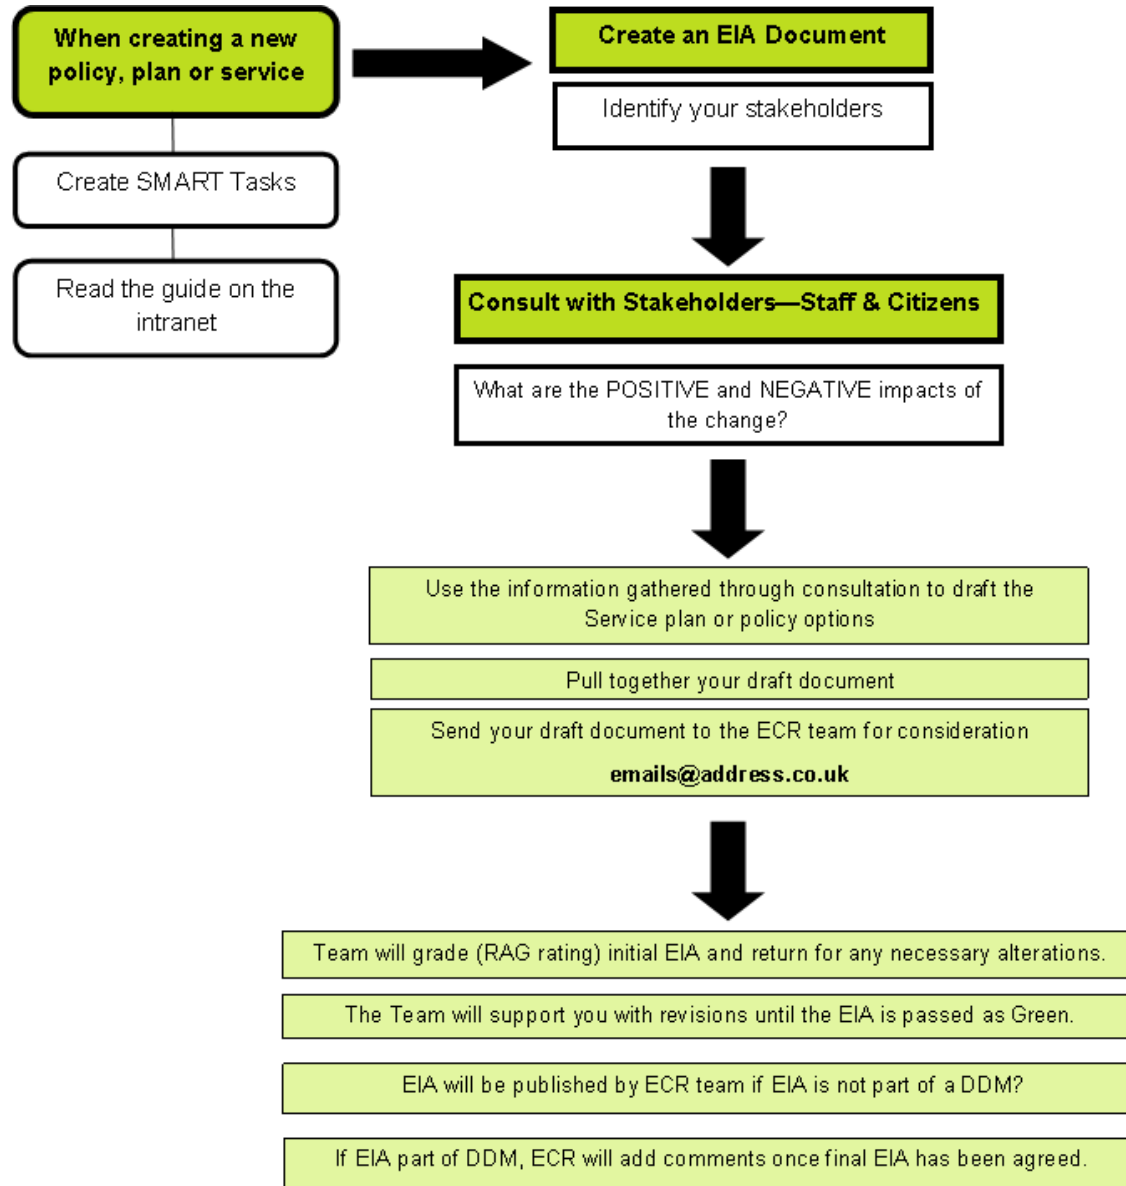 When creating a new
policy, plan or service
Create SMART Tasks
Read the guide on the
intranet
Create an EIA Document
Identify your stakeholders
Consult with Stakeholders—Staff & Citizens
What are the POSITIVE and NEGATIVE impacts of
the change?
Use the information gathered through consultation to draft the
Service plan or policy options
Pull together your draft document
Send your draft document to the ECR team for consideration
emails@address.co.uk
Team will grade (RAG rating) initial EIA and return for any necessary alterations.
The Team will support you with revisions until the EIA is passed as Green.
EIA will be published by ECR team if EIA is not part of a DDM?
If EIA part of DDM, ECR will add comments once final EIA has been agreed.